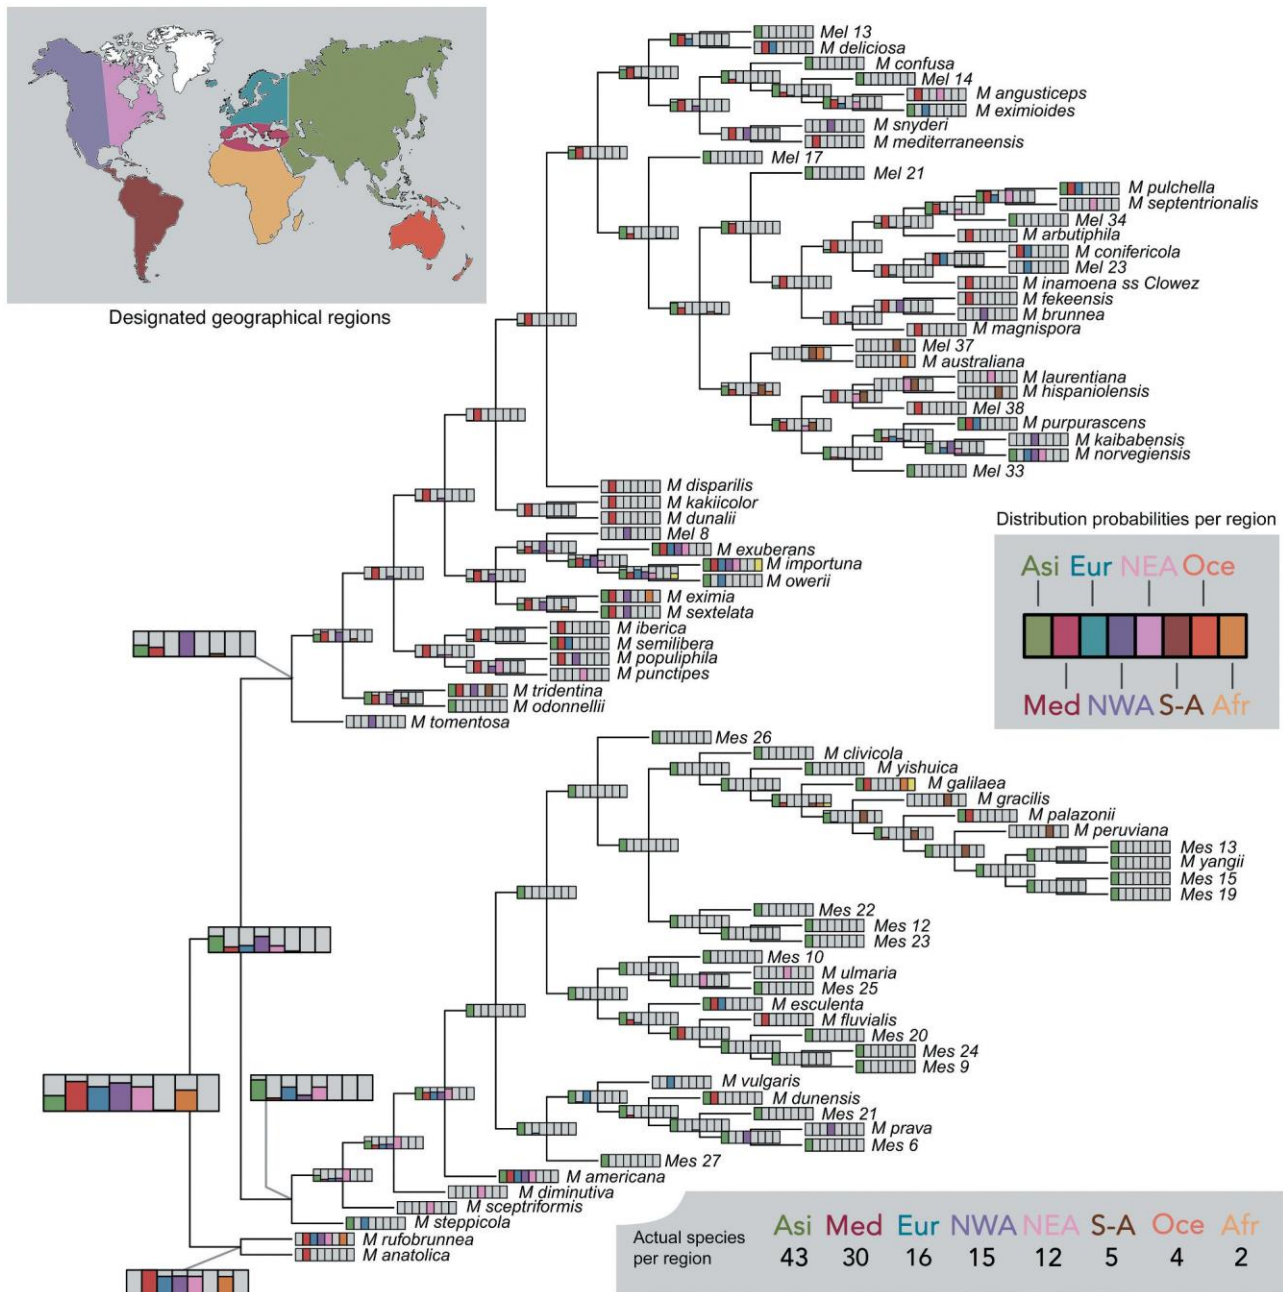 Designated geographical regions
Mel 13
M deliciosa
M confusa
Mel 14
M angusticeps
M eximioides
M snyderi
M mediterraneensis
Mel 17
Mel 21
M pulchella
M septentrionalis
Mel 34
M arbutiphila
M conifericola
Mel 23
M inamoena ss Clowez
M fekeensis
M brunnea
M magnispora
Mel 37
M australiana
M laurentiana
M hispaniolensis
Mel 38
M purpurascens
M kaibabensis
M norvegiensis
Mel 33
M disparilis
M kakiicolor
M dunalii
Mel 8
M exuberans
M importuna
M owerii
M eximia
M sextelata
M iberica
M semilibera
M populiphila
M punctipes
M tridentina
M odonnellii
M tomentosa
Distribution probabilities per region
Asi Eur NEA Oce
Med NWA S-A Afr
Mes 26
M clivicola
M yishuica
M galilaea
M gracilis
M palazonii
M peruviana
Mes 13
M yangii
Mes 15
Mes 19
Mes 22
Mes 12
Mes 23
Mes 10
M ulmaria
Mes 25
M esculenta
M fluvialis
Mes 20
Mes 24
Mes 9
M vulgaris
M dunensis
Mes 21
M prava
Mes 6
Mes 27
M americana
M diminutiva
M sceptriformis
M steppicola
M rufobrunnea
M anatolica
Actual species
per region
Asi Med Eur NWA NEA S-A Oce Afr
43 30 16 15 12 5 4 2